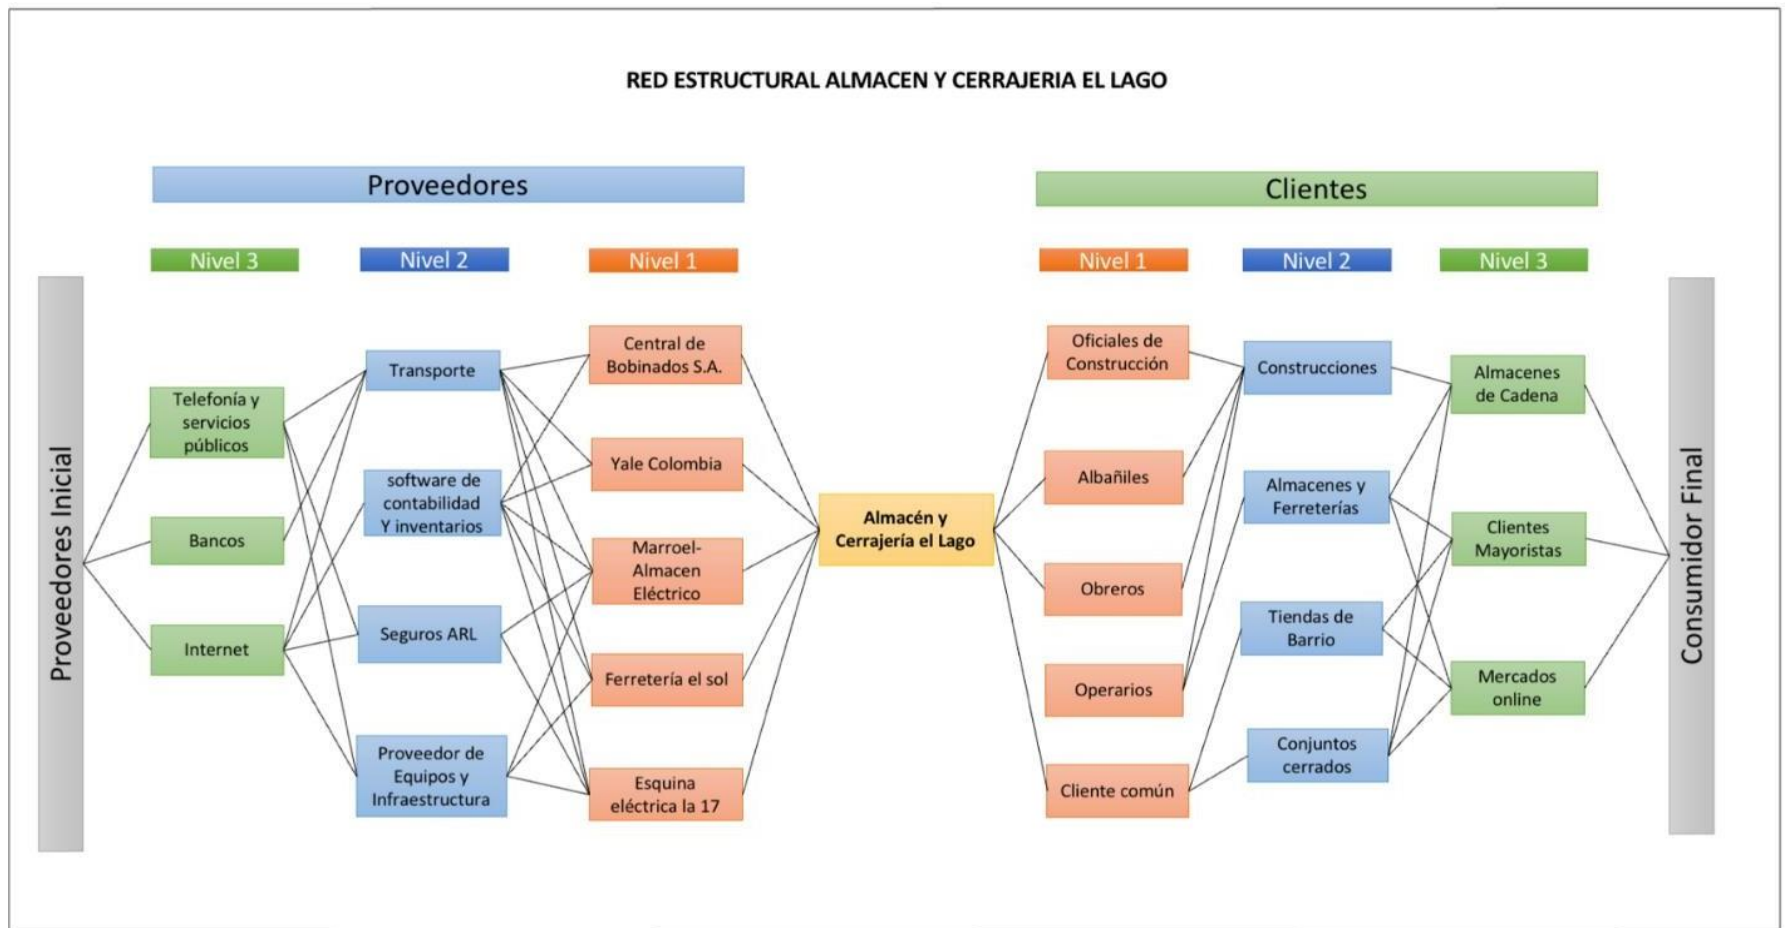 RED ESTRUCTURAL ALMACEN Y CERRAJERIA EL LAGO
Proveedores
Clientes
Nivel 3
Nivel 2
Nivel 1
Nivel 1
Nivel 2
Nivel 3
Proveedores Inicial
Telefonía y
servicios
públicos
Bancos
Internet
Transporte
software de
contabilidad
Y inventarios
Seguros ARL
Proveedor de
Equipos y
Infraestructura
Central de
Bobinados S.A.
Yale Colombia
Marroel-
Almacen
Eléctrico
Ferretería el sol
Esquina
eléctrica la 17
Almacén y
Cerrajería el Lago
Oficiales de
Construcción
Albañiles
Obreros
Operarios
Cliente común
Construcciones
Almacenes y
Ferreterías
Tiendas de
Barrio
Conjuntos
cerrados
Almacenes
de Cadena
Clientes
Mayoristas
Mercados
online
Consumidor Final